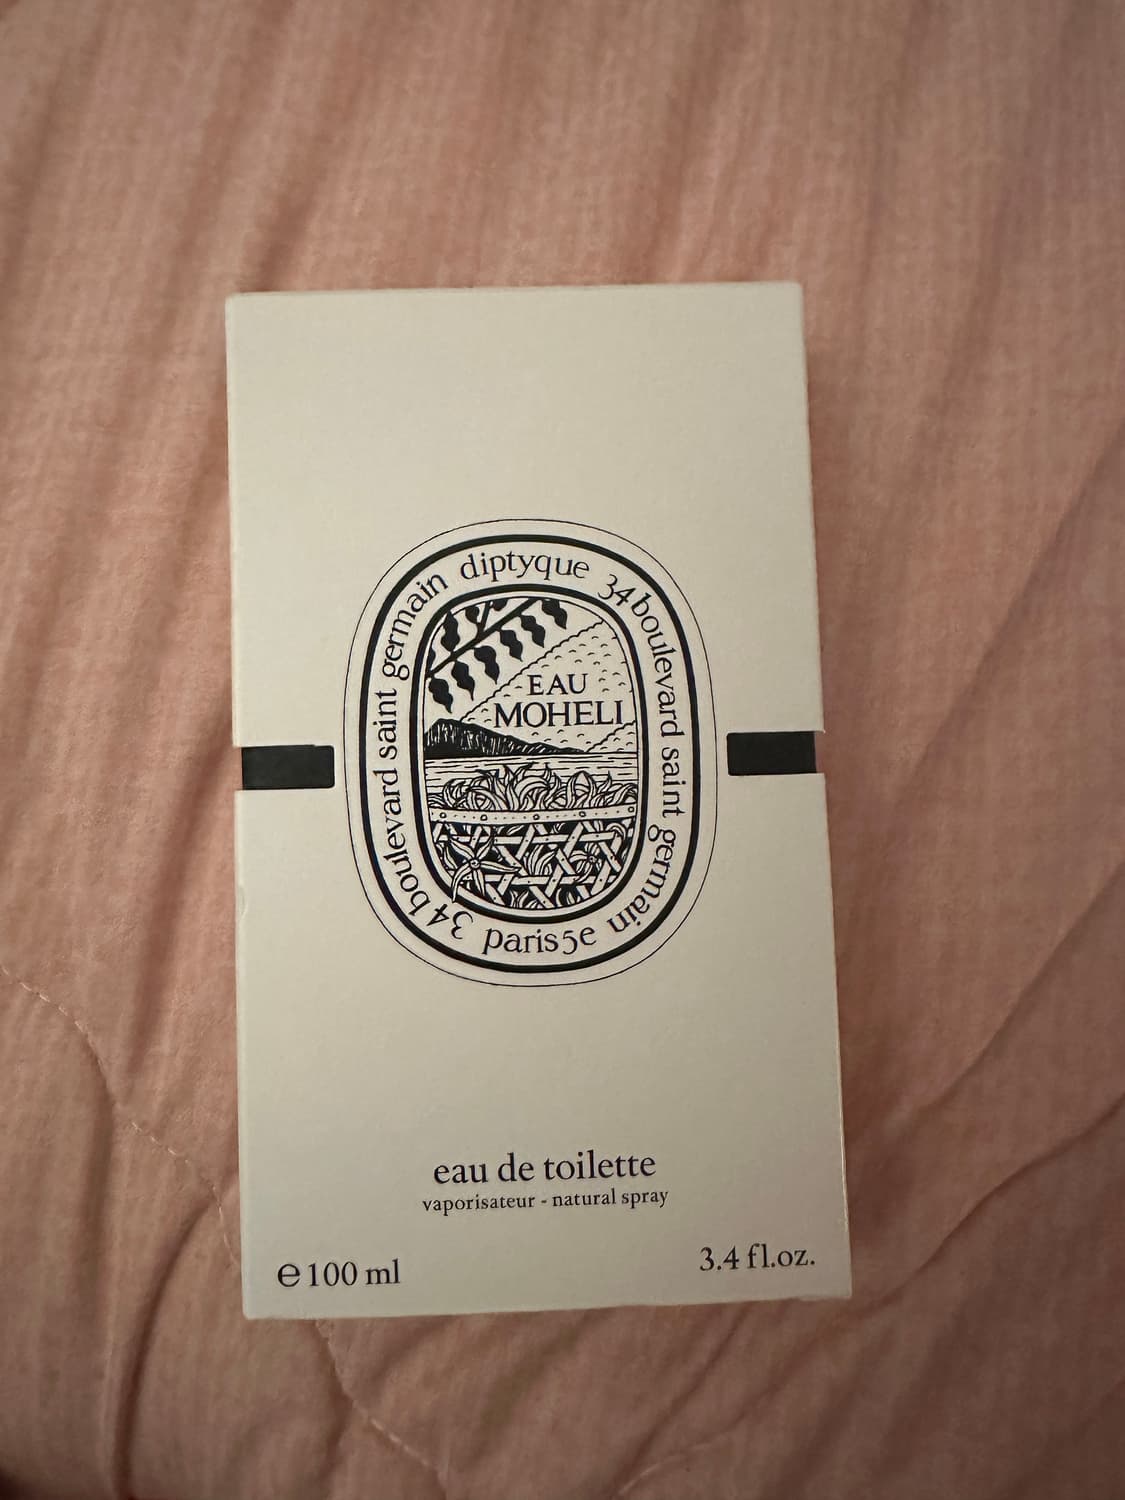 diptyque 34 boulevard saint germain paris 5e 34 boulevard saint germain
EAU
MOHELI
eau de toilette
vaporisateur - natural spray
℮ 100 ml
3.4 fl.oz.